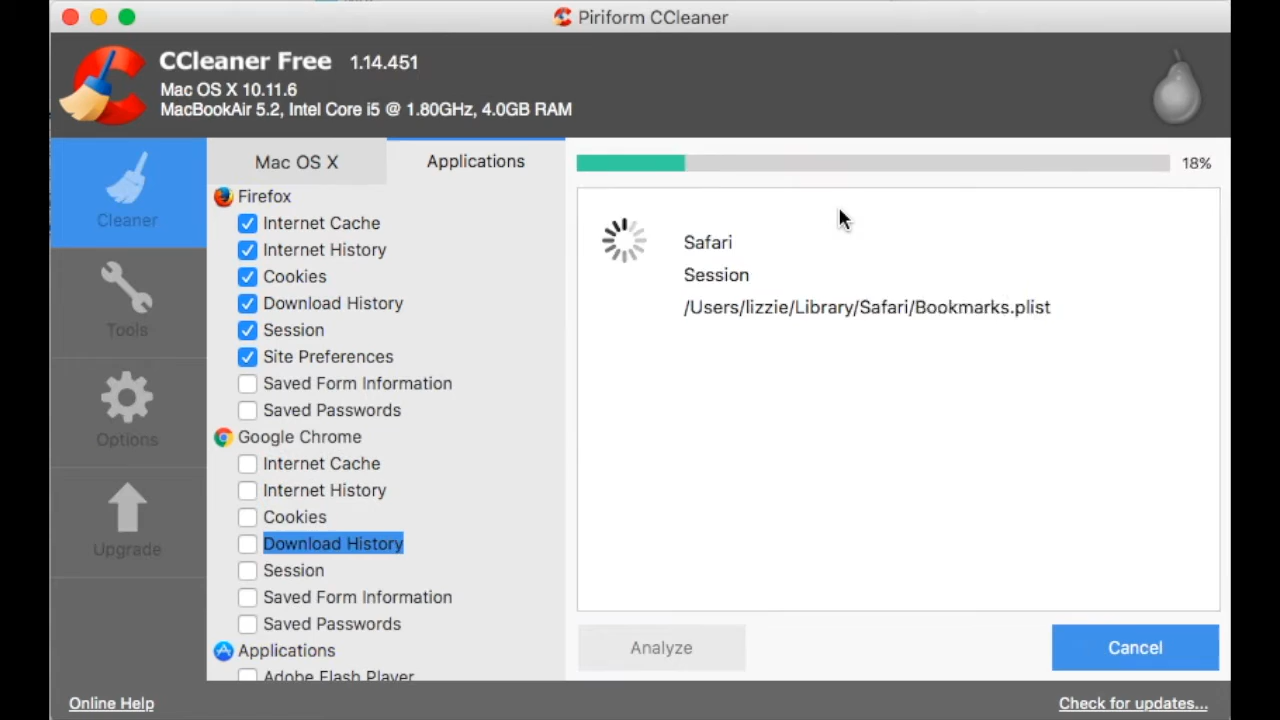 Piriform CCleaner
CCleaner Free 1.14.451
Mac OS X 10.11.6
MacBookAir 5.2, Intel Core i5 @ 1.80GHz, 4.0GB RAM
Cleaner
Tools
Options
Upgrade
Mac OS X
Applications
Firefox
Internet Cache
Internet History
Cookies
Download History
Session
Site Preferences
Saved Form Information
Saved Passwords
Google Chrome
Internet Cache
Internet History
Cookies
Download History
Session
Saved Form Information
Saved Passwords
Applications
Adobe Flash Player
18%
Safari
Session
/Users/lizzie/Library/Safari/Bookmarks.plist
Analyze
Cancel
Online Help
Check for updates...